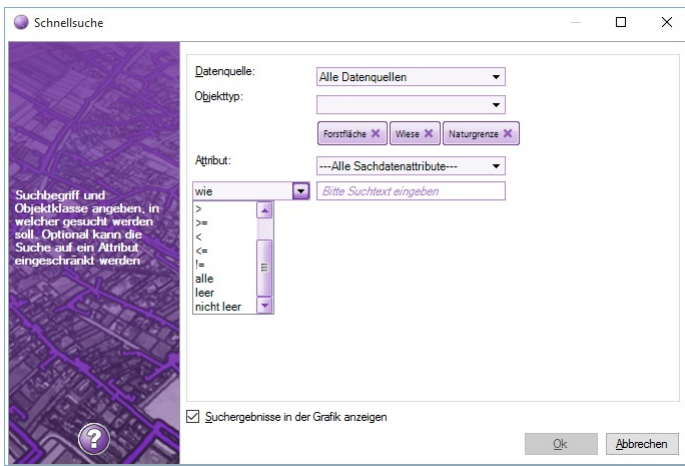 Schnellsuche
Datenquelle:
Alle Datenquellen
Objekttyp:
Forstfläche
Wiese
Naturgrenze
Attribut:
---Alle Sachdatenattribute---
wie
Bitte Suchtext eingeben
>
>=
<
<=
!=
alle
leer
nicht leer
Suchbegriff und
Objektklasse angeben, in
welcher gesucht werden
soll. Optional kann die
Suche auf ein Attribut
eingeschränkt werden
Suchergebnisse in der Grafik anzeigen
?
Ok
Abbrechen